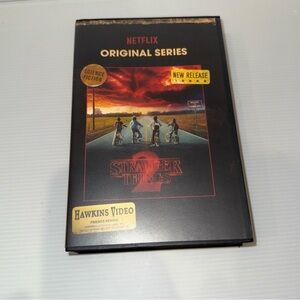 NETFLIX
ORIGINAL SERIES
SCIENCE
FICTION
NEW RELEASE
STRANGER
THINGS
2
HAWKINS VIDEO